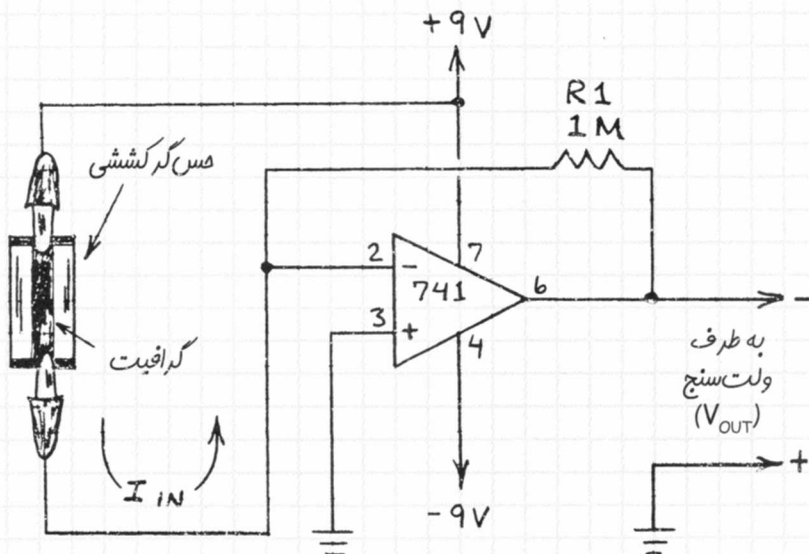 +9V
R1
1M
حس‌گر کششی
2
7
-
741
6
3
+
4
-
گرافیت
به طرف
ولت‌سنج
(VOUT)
+
I IN
-9V